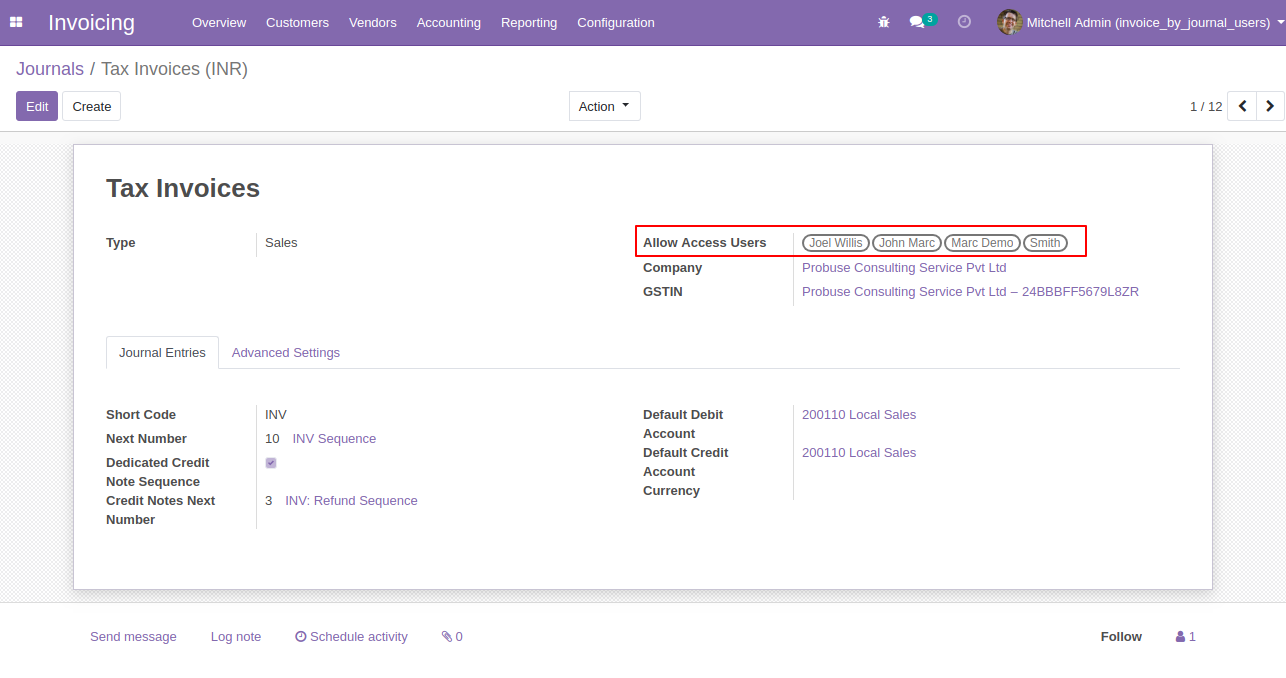 Invoicing Overview Customers Vendors Accounting Reporting Configuration 3 Mitchell Admin (invoice_by_journal_users)
Journals / Tax Invoices (INR)
Edit Create Action 1 / 12
Tax Invoices
Type Sales
Allow Access Users Joel Willis John Marc Marc Demo Smith
Company Probuse Consulting Service Pvt Ltd
GSTIN Probuse Consulting Service Pvt Ltd – 24BBBFF5679L8ZR
Journal Entries Advanced Settings
Short Code INV
Next Number 10 INV Sequence
Dedicated Credit
Note Sequence
Credit Notes Next 3 INV: Refund Sequence
Number
Default Debit 200110 Local Sales
Account
Default Credit 200110 Local Sales
Account
Currency
Send message Log note Schedule activity 0 Follow 1